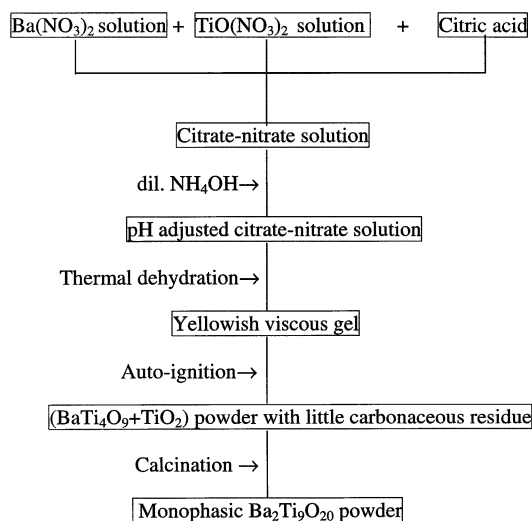 Ba(NO₃)₂ solution + TiO(NO₃)₂ solution + Citric acid
Citrate-nitrate solution
dil. NH₄OH→
pH adjusted citrate-nitrate solution
Thermal dehydration→
Yellowish viscous gel
Auto-ignition→
(BaTi₄O₉+TiO₂) powder with little carbonaceous residue
Calcination →
Monophasic Ba₂Ti₉O₂₀ powder